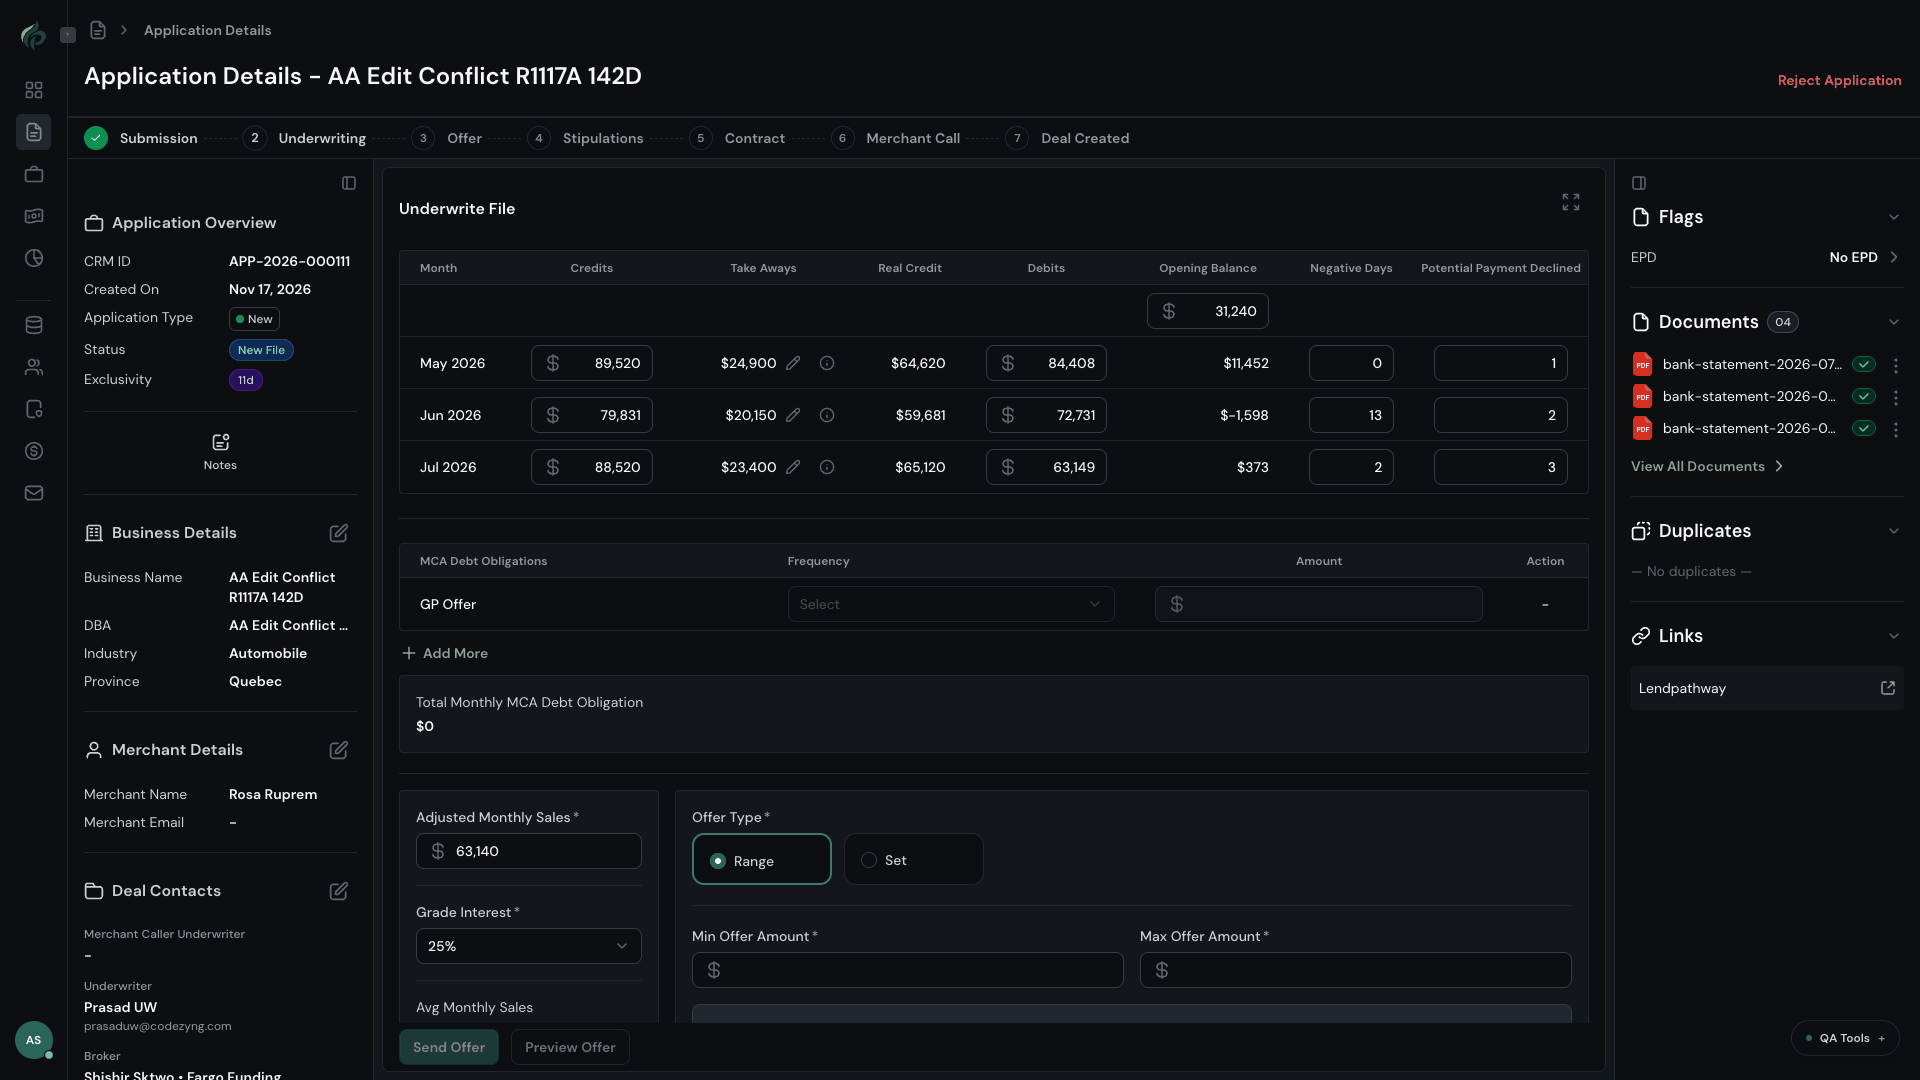 Application Details
Application Details – AA Edit Conflict R1117A 142D
Reject Application
Submission
2 Underwriting
3 Offer
4 Stipulations
5 Contract
6 Merchant Call
7 Deal Created
Application Overview
CRM ID APP-2026-000111
Created On Nov 17, 2026
Application Type New
Status New File
Exclusivity 11d
Notes
Business Details
Business Name AA Edit Conflict
R1117A 142D
DBA AA Edit Conflict ...
Industry Automobile
Province Quebec
Merchant Details
Merchant Name Rosa Ruprem
Merchant Email –
Deal Contacts
Merchant Caller Underwriter
–
Underwriter
Prasad UW
prasaduw@codezyng.com
Broker
Shishir Sktwo • Fargo Funding
AS
Underwrite File
Month Credits Take Aways Real Credit Debits Opening Balance Negative Days Potential Payment Declined
$ 31,240
May 2026 $ 89,520 $24,900 $64,620 $ 84,408 $11,452 0 1
Jun 2026 $ 79,831 $20,150 $59,681 $ 72,731 $-1,598 13 2
Jul 2026 $ 88,520 $23,400 $65,120 $ 63,149 $373 2 3
MCA Debt Obligations Frequency Amount Action
GP Offer Select $ –
+ Add More
Total Monthly MCA Debt Obligation
$0
Adjusted Monthly Sales *
$ 63,140
Grade Interest *
25%
Avg Monthly Sales
Offer Type *
Range
Set
Min Offer Amount *
$
Max Offer Amount *
$
Send Offer
Preview Offer
Flags
EPD No EPD
Documents 04
PDF bank-statement-2026-07...
PDF bank-statement-2026-0...
PDF bank-statement-2026-0...
View All Documents
Duplicates
— No duplicates —
Links
Lendpathway
QA Tools +